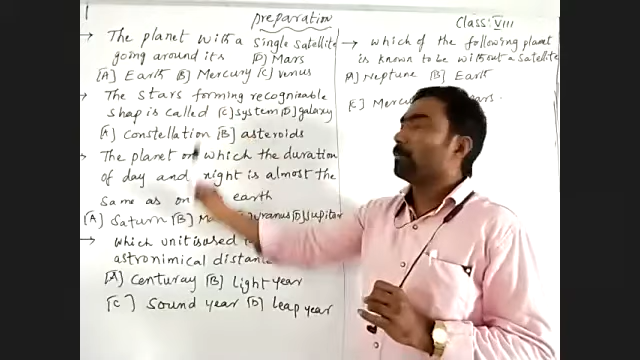 preparation
Class: VIII
→ The planet with a single satellite
going around its [D] Mars
[A] Earth [B] Mercury [C] venus
→ The stars forming recognizable
shap is called [C] system [D] galaxy
[A] Constellation [B] asteroids
→ The planet on which the duration
of day and night is almost the
same as on earth
[A] Saturn [B] uranus [D] Jupiter
→ which unit is used
astronimical distance
[A] centuray [B] Light year
[C] sound year [D] leap year
→ which of the following planet
is known to be without a satellite
[A] Neptune [B] Earth
[C]